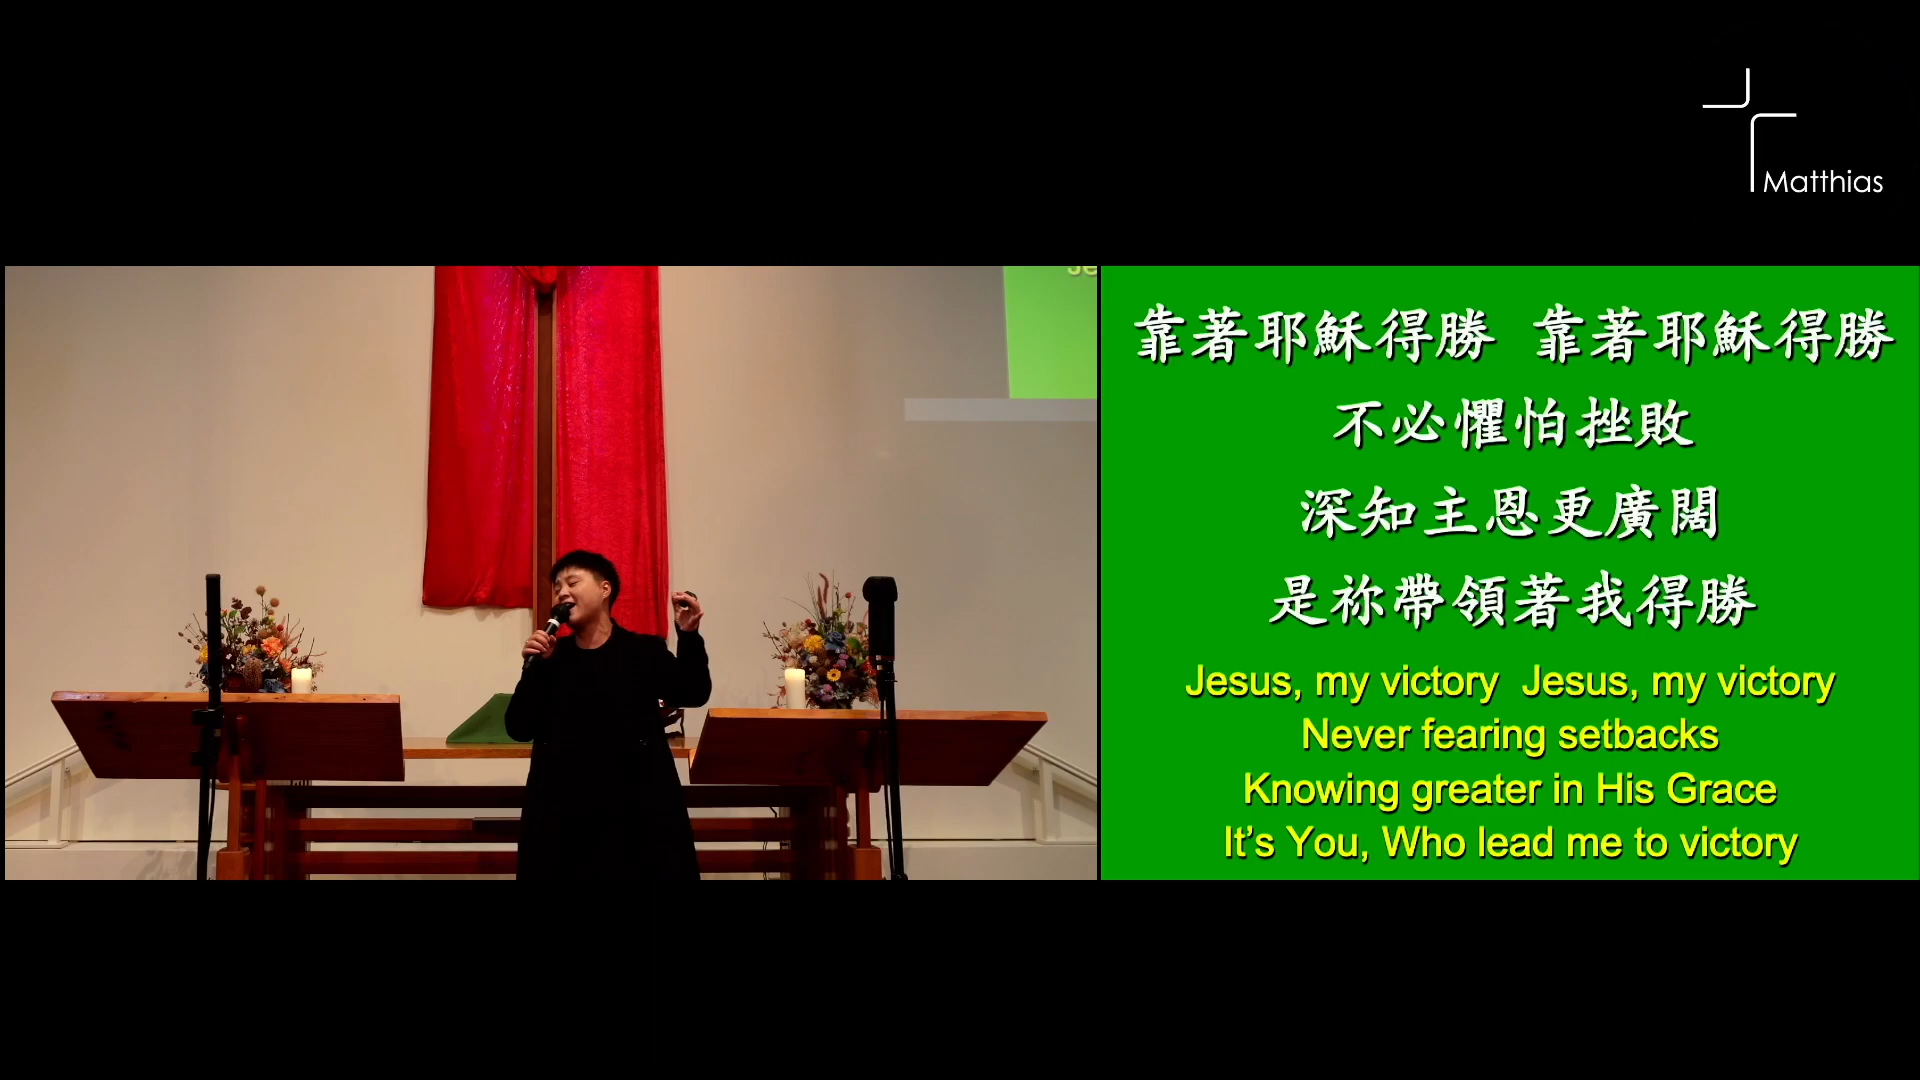 Matthias
靠著耶穌得勝 靠著耶穌得勝
不必懼怕挫敗
深知主恩更廣闊
是祢帶領著我得勝
Jesus, my victory Jesus, my victory
Never fearing setbacks
Knowing greater in His Grace
It’s You, Who lead me to victory
Je